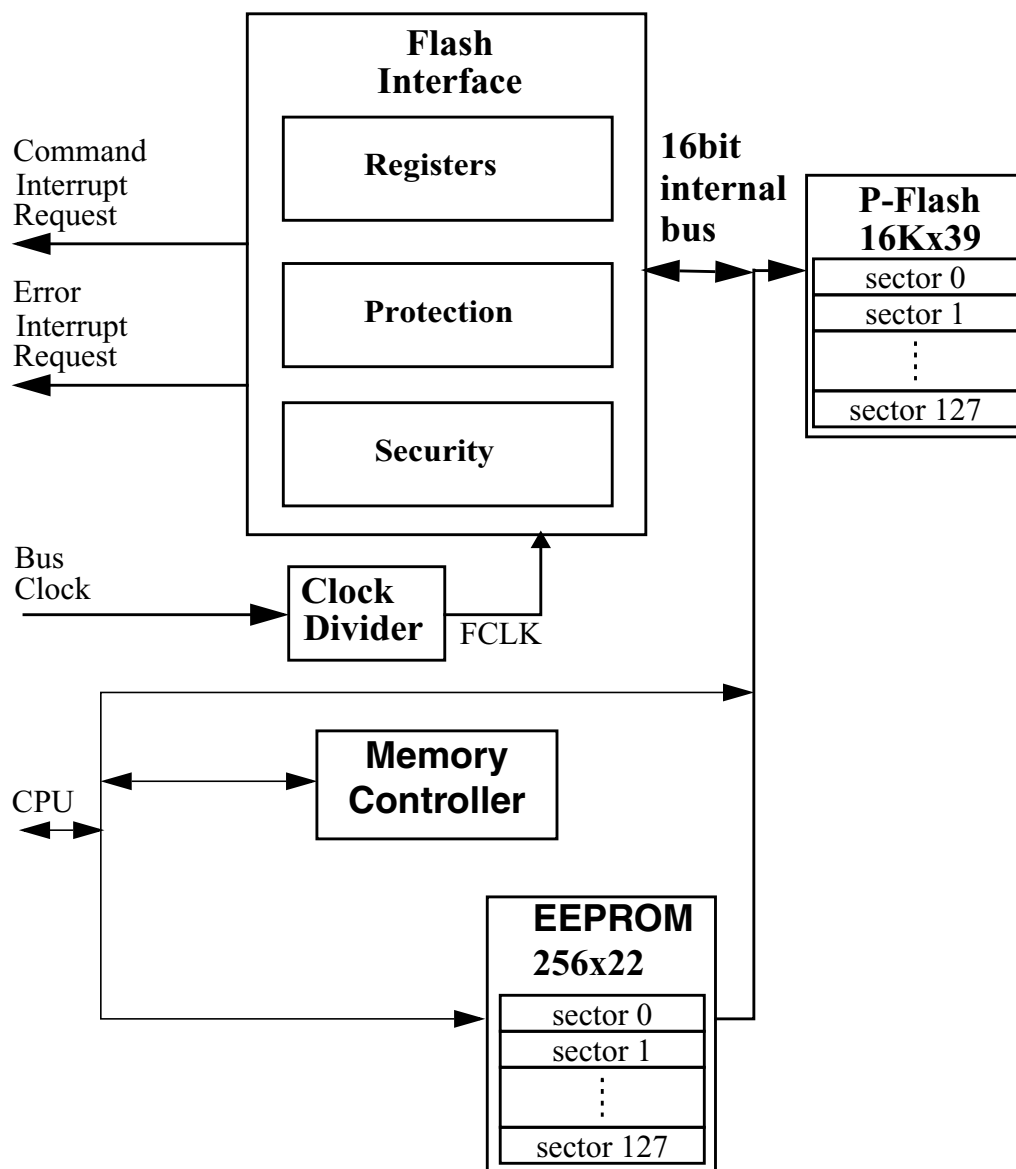 Flash
Interface
Registers
Protection
Security
Command
Interrupt
Request
Error
Interrupt
Request
16bit
internal
bus
P-Flash
16Kx39
sector 0
sector 1
sector 127
Bus
Clock
Clock
Divider
FCLK
Memory
Controller
CPU
EEPROM
256x22
sector 0
sector 1
sector 127